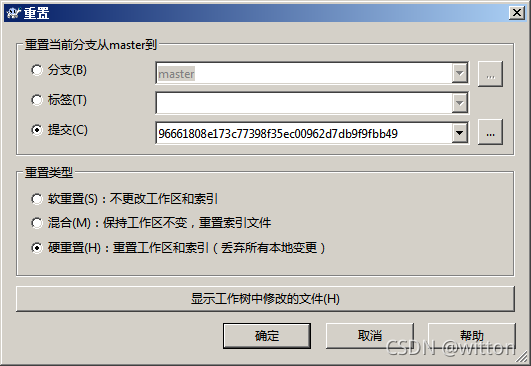 重置
重置当前分支从master到
分支(B)
master
...
标签(T)
提交(C)
96661808e173c77398f35ec00962d7db9f9fbb49
...
重置类型
软重置(S)：不更改工作区和索引
混合(M)：保持工作区不变，重置索引文件
硬重置(H)：重置工作区和索引（丢弃所有本地变更）
显示工作树中修改的文件(H)
确定
取消
帮助
CSDN @witton